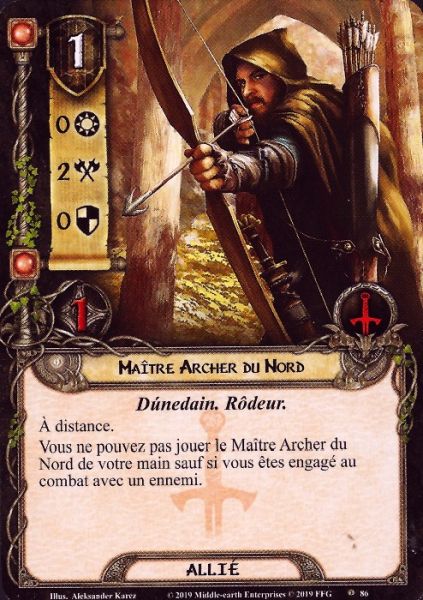 1
0
2
0
1
Maître Archer du Nord
Dúnedain. Rôdeur.
À distance.
Vous ne pouvez pas jouer le Maître Archer du
Nord de votre main sauf si vous êtes engagé au
combat avec un ennemi.
ALLIÉ
Illus. Aleksander Karcz © 2019 Middle-earth Enterprises © 2019 FFG 86